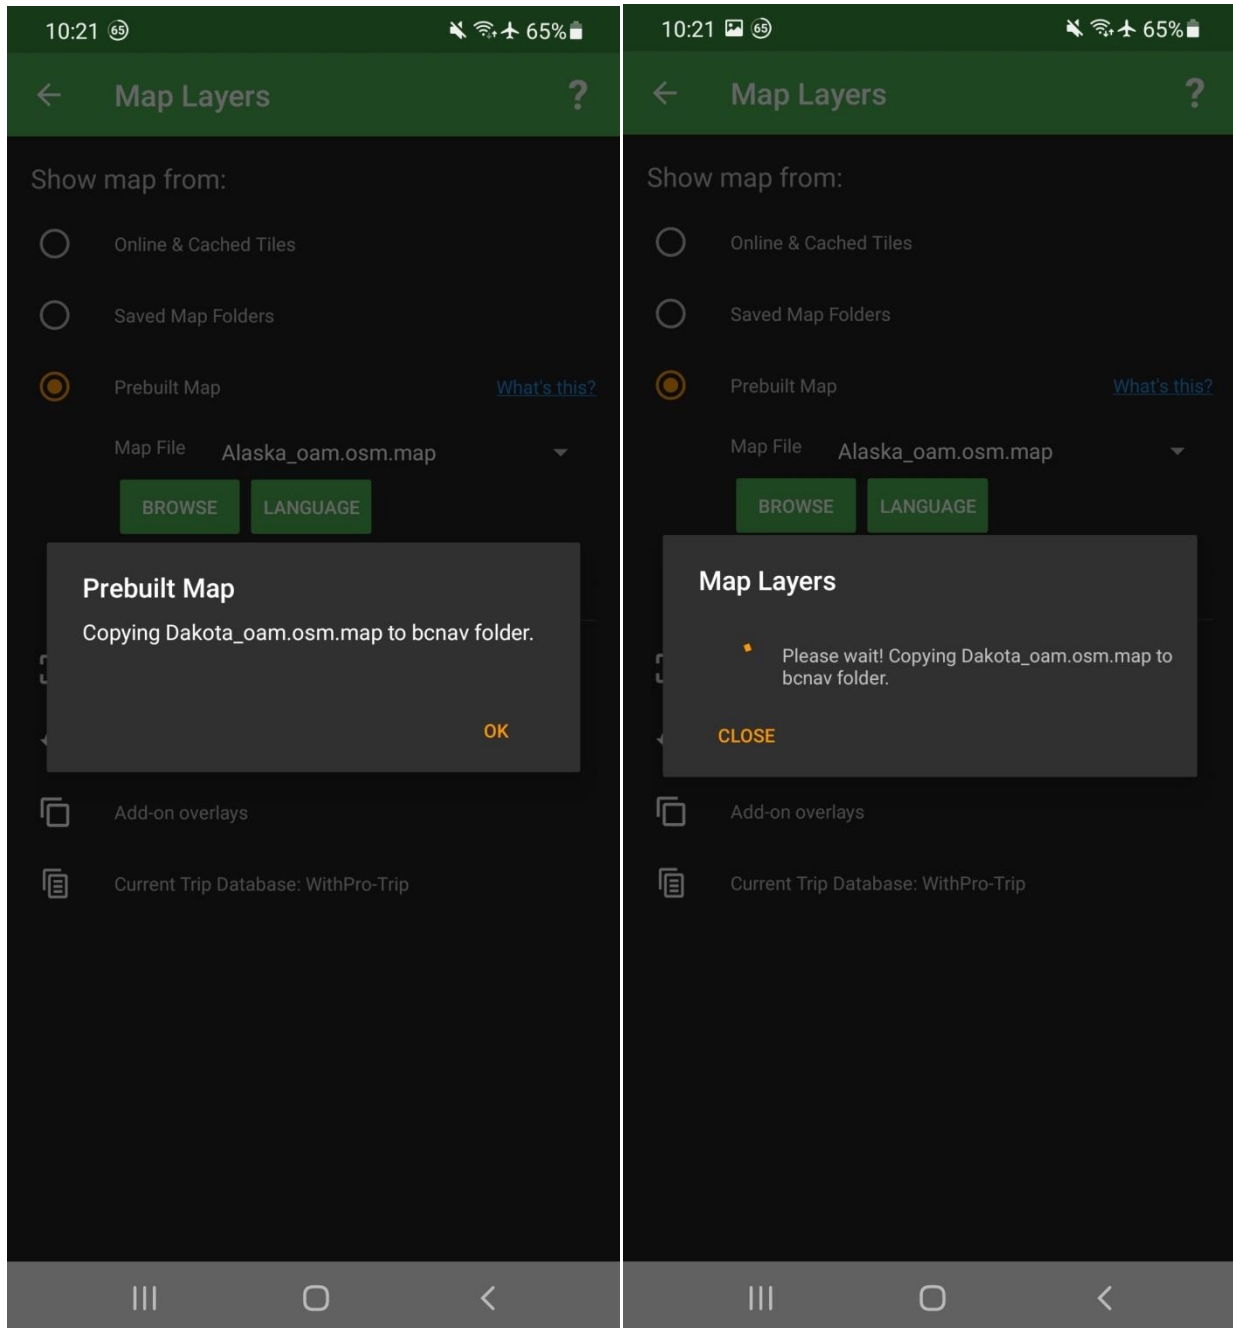 10:21 65 65%
Map Layers ?
Show map from:
Online & Cached Tiles
Saved Map Folders
Prebuilt Map What's this?
Map File Alaska_oam.osm.map
BROWSE LANGUAGE
Prebuilt Map
Copying Dakota_oam.osm.map to bcnav folder.
OK
Add-on overlays
Current Trip Database: WithPro-Trip
10:21 65 65%
Map Layers ?
Show map from:
Online & Cached Tiles
Saved Map Folders
Prebuilt Map What's this?
Map File Alaska_oam.osm.map
BROWSE LANGUAGE
Map Layers
Please wait! Copying Dakota_oam.osm.map to
bcnav folder.
CLOSE
Add-on overlays
Current Trip Database: WithPro-Trip